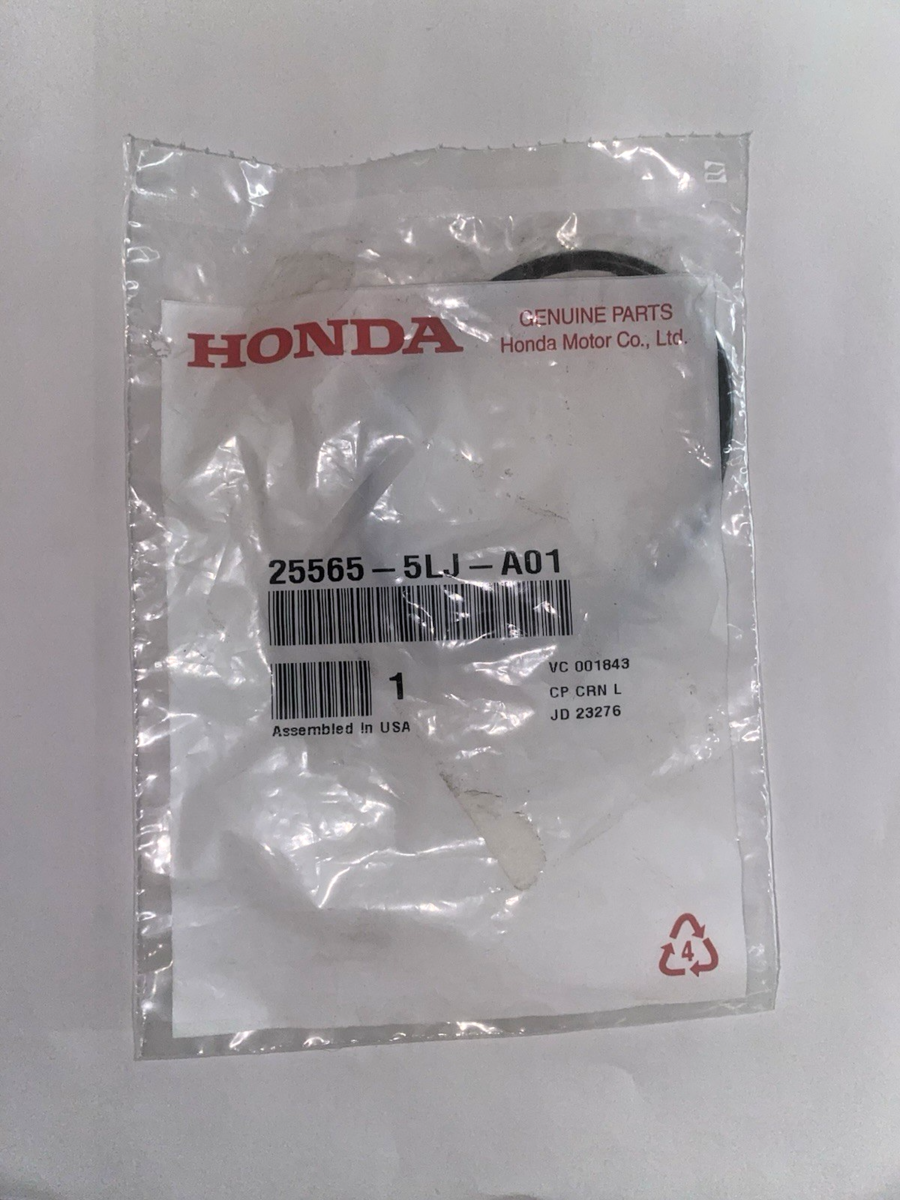 HONDA
GENUINE PARTS
Honda Motor Co., Ltd.
25565-5LJ-A01
1
Assembled In USA
VC 001843
CP CRN L
JD 23276
4